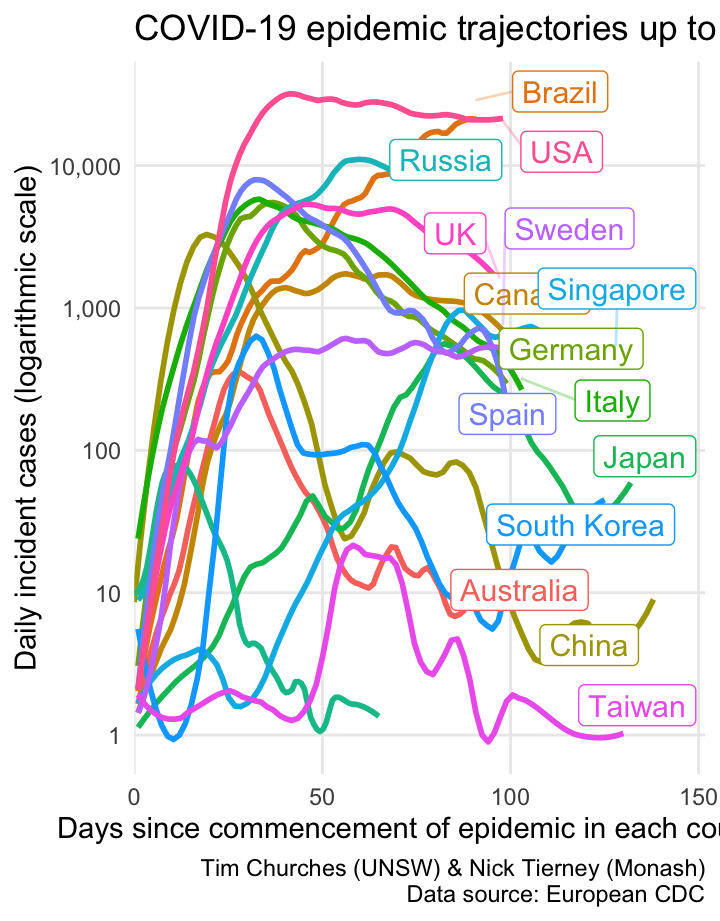 COVID-19 epidemic trajectories up to
Daily incident cases (logarithmic scale)
10,000
1,000
100
10
1
Brazil
USA
Russia
UK
Sweden
Singapore
Germany
Italy
Spain
Japan
South Korea
Australia
China
Taiwan
0
50
100
150
Days since commencement of epidemic in each
Tim Churches (UNSW) & Nick Tierney (Monash)
Data source: European CDC